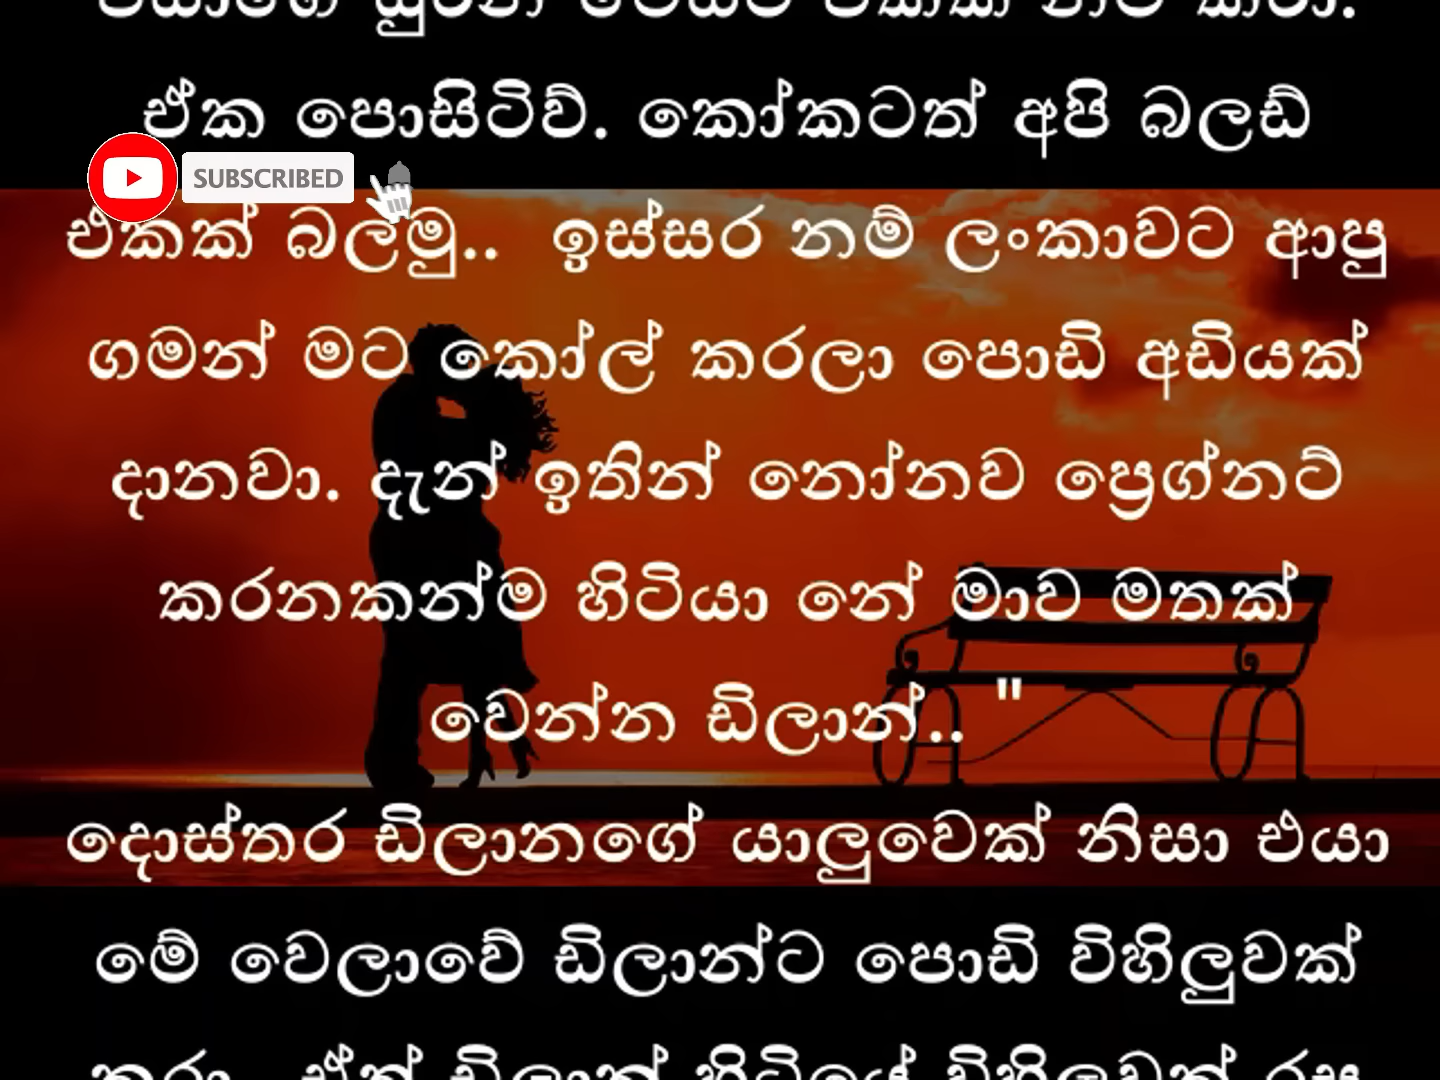 ඒක පොසිටිව්. කෝකටත් අපි බලඩ්
SUBSCRIBED
එකක් බලමු.. ඉස්සර නම් ලංකාවට ආපු
ගමන් මට කෝල් කරලා පොඩි අඩියක්
දානවා. දැන් ඉතින් නෝනව ප්‍රෙග්නට්
කරනකන්ම හිටියා නේ මාව මතක්
වෙන්න ඩිලාන්.. "
දොස්තර ඩිලානගේ යාලුවෙක් නිසා එයා
මේ වෙලාවේ ඩිලාන්ට පොඩි විහිලුවක්